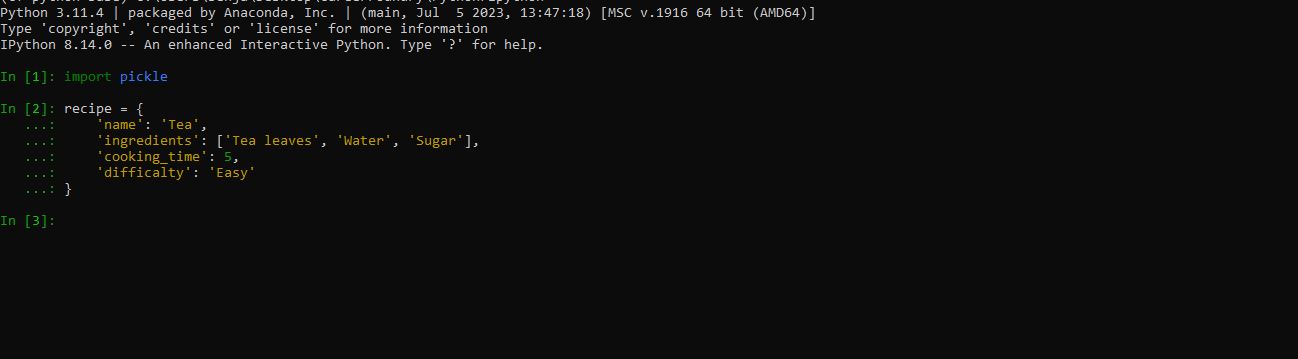 Python 3.11.4 | packaged by Anaconda, Inc. | (main, Jul  5 2023, 13:47:18) [MSC v.1916 64 bit (AMD64)]
Type 'copyright', 'credits' or 'license' for more information
IPython 8.14.0 -- An enhanced Interactive Python. Type '?' for help.
In [1]: import pickle
In [2]: recipe = {
   ...:     'name': 'Tea',
   ...:     'ingredients': ['Tea leaves', 'Water', 'Sugar'],
   ...:     'cooking_time': 5,
   ...:     'difficalty': 'Easy'
   ...: }
In [3]: